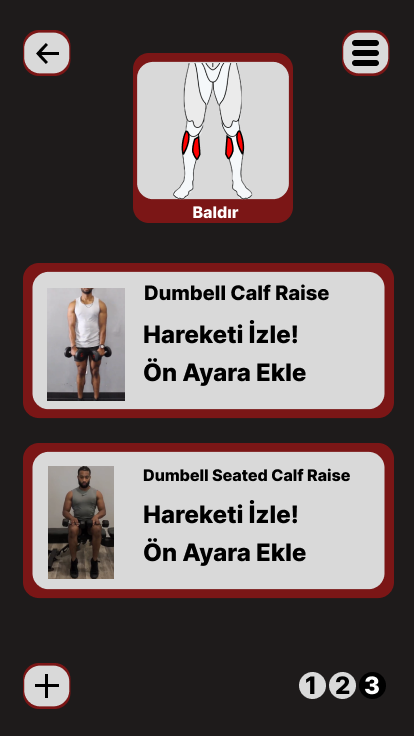 Baldır
Dumbell Calf Raise
Hareketi İzle!
Ön Ayara Ekle
Dumbell Seated Calf Raise
Hareketi İzle!
Ön Ayara Ekle
1 2 3